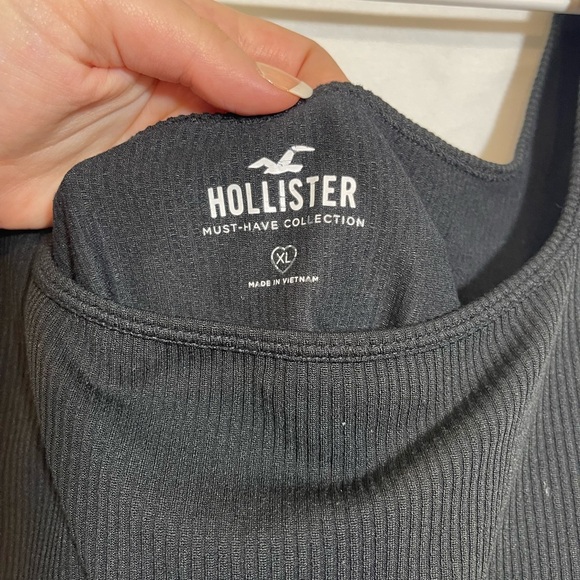 HOLLISTER
MUST-HAVE COLLECTION
XL
MADE IN VIETNAM